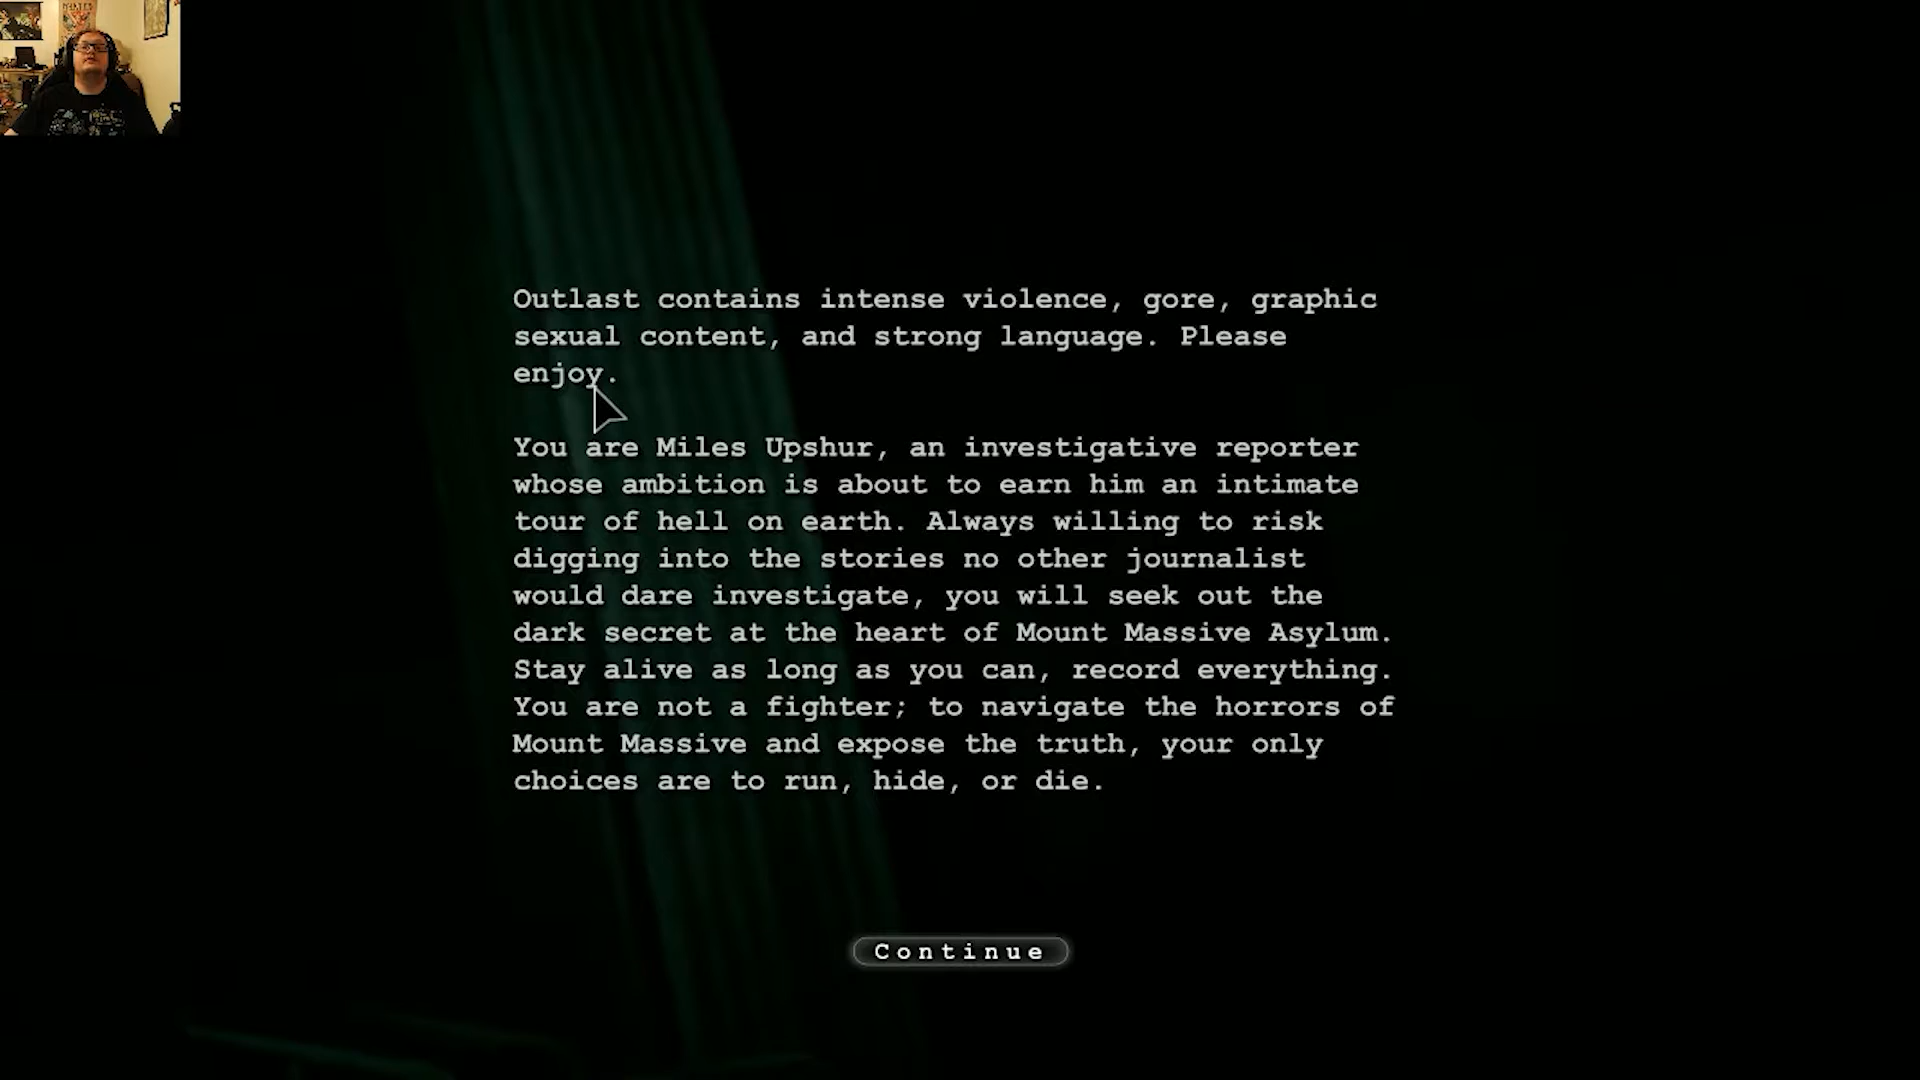 Outlast contains intense violence, gore, graphic
sexual content, and strong language. Please
enjoy.
You are Miles Upshur, an investigative reporter
whose ambition is about to earn him an intimate
tour of hell on earth. Always willing to risk
digging into the stories no other journalist
would dare investigate, you will seek out the
dark secret at the heart of Mount Massive Asylum.
Stay alive as long as you can, record everything.
You are not a fighter; to navigate the horrors of
Mount Massive and expose the truth, your only
choices are to run, hide, or die.
Continue